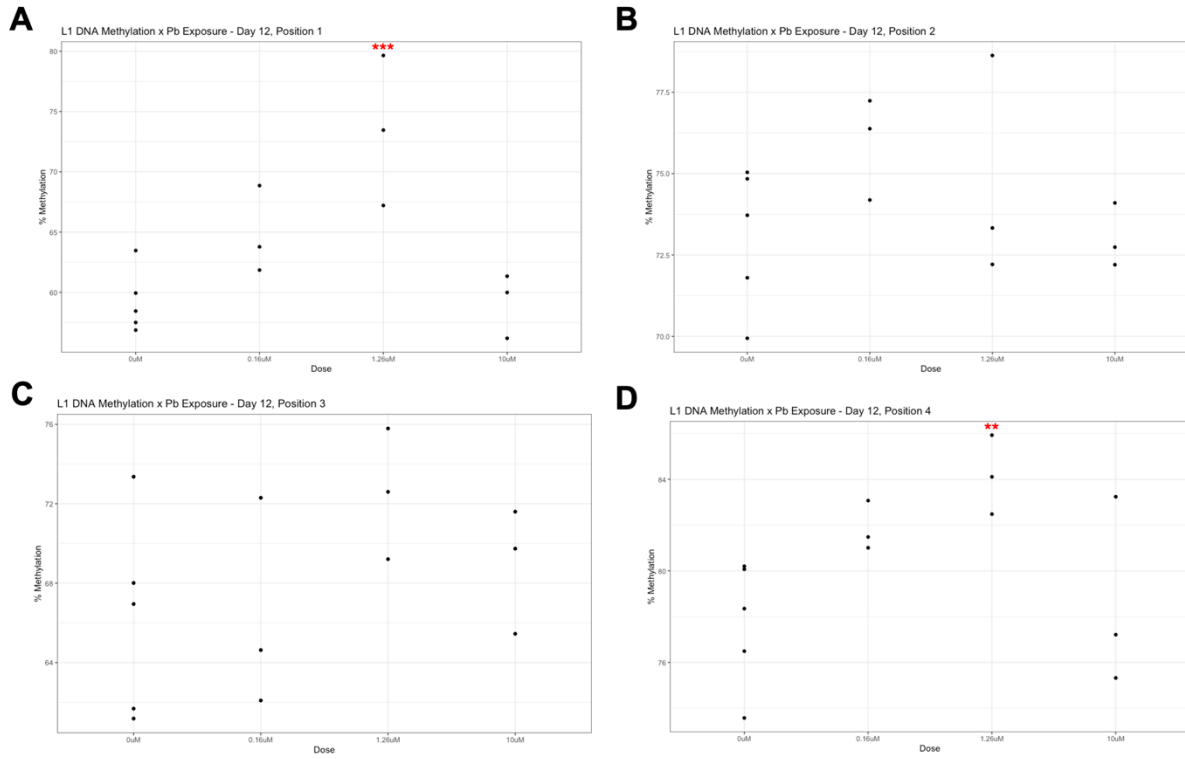 A
L1 DNA Methylation x Pb Exposure - Day 12, Position 1
***
80
75
70
65
60
% Methylation
0uM
0.16uM
1.26uM
10uM
Dose
B
L1 DNA Methylation x Pb Exposure - Day 12, Position 2
77.5
75.0
72.5
70.0
% Methylation
0uM
0.16uM
1.26uM
10uM
Dose
C
L1 DNA Methylation x Pb Exposure - Day 12, Position 3
76
72
68
64
% Methylation
0uM
0.16uM
1.26uM
10uM
Dose
D
L1 DNA Methylation x Pb Exposure - Day 12, Position 4
**
84
80
76
% Methylation
0uM
0.16uM
1.26uM
10uM
Dose